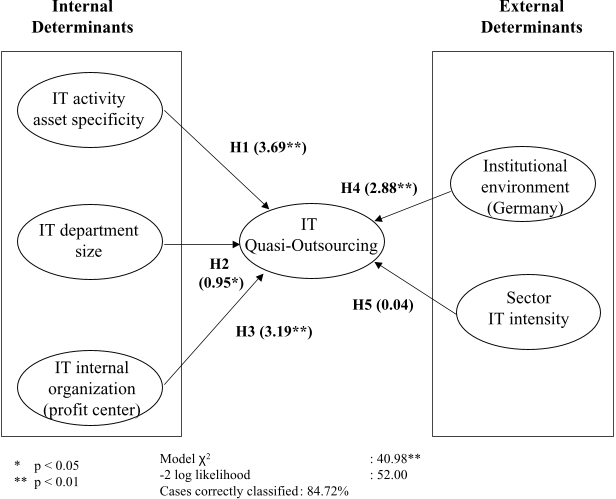 Internal
Determinants
External
Determinants
IT activity
asset specificity
H1 (3.69**)
Institutional
environment
(Germany)
H4 (2.88**)
IT
Quasi-Outsourcing
IT department
size
H2
(0.95*)
H5 (0.04)
Sector
IT intensity
H3 (3.19**)
IT internal
organization
(profit center)
* p < 0.05
** p < 0.01
Model χ² : 40.98**
-2 log likelihood : 52.00
Cases correctly classified : 84.72%